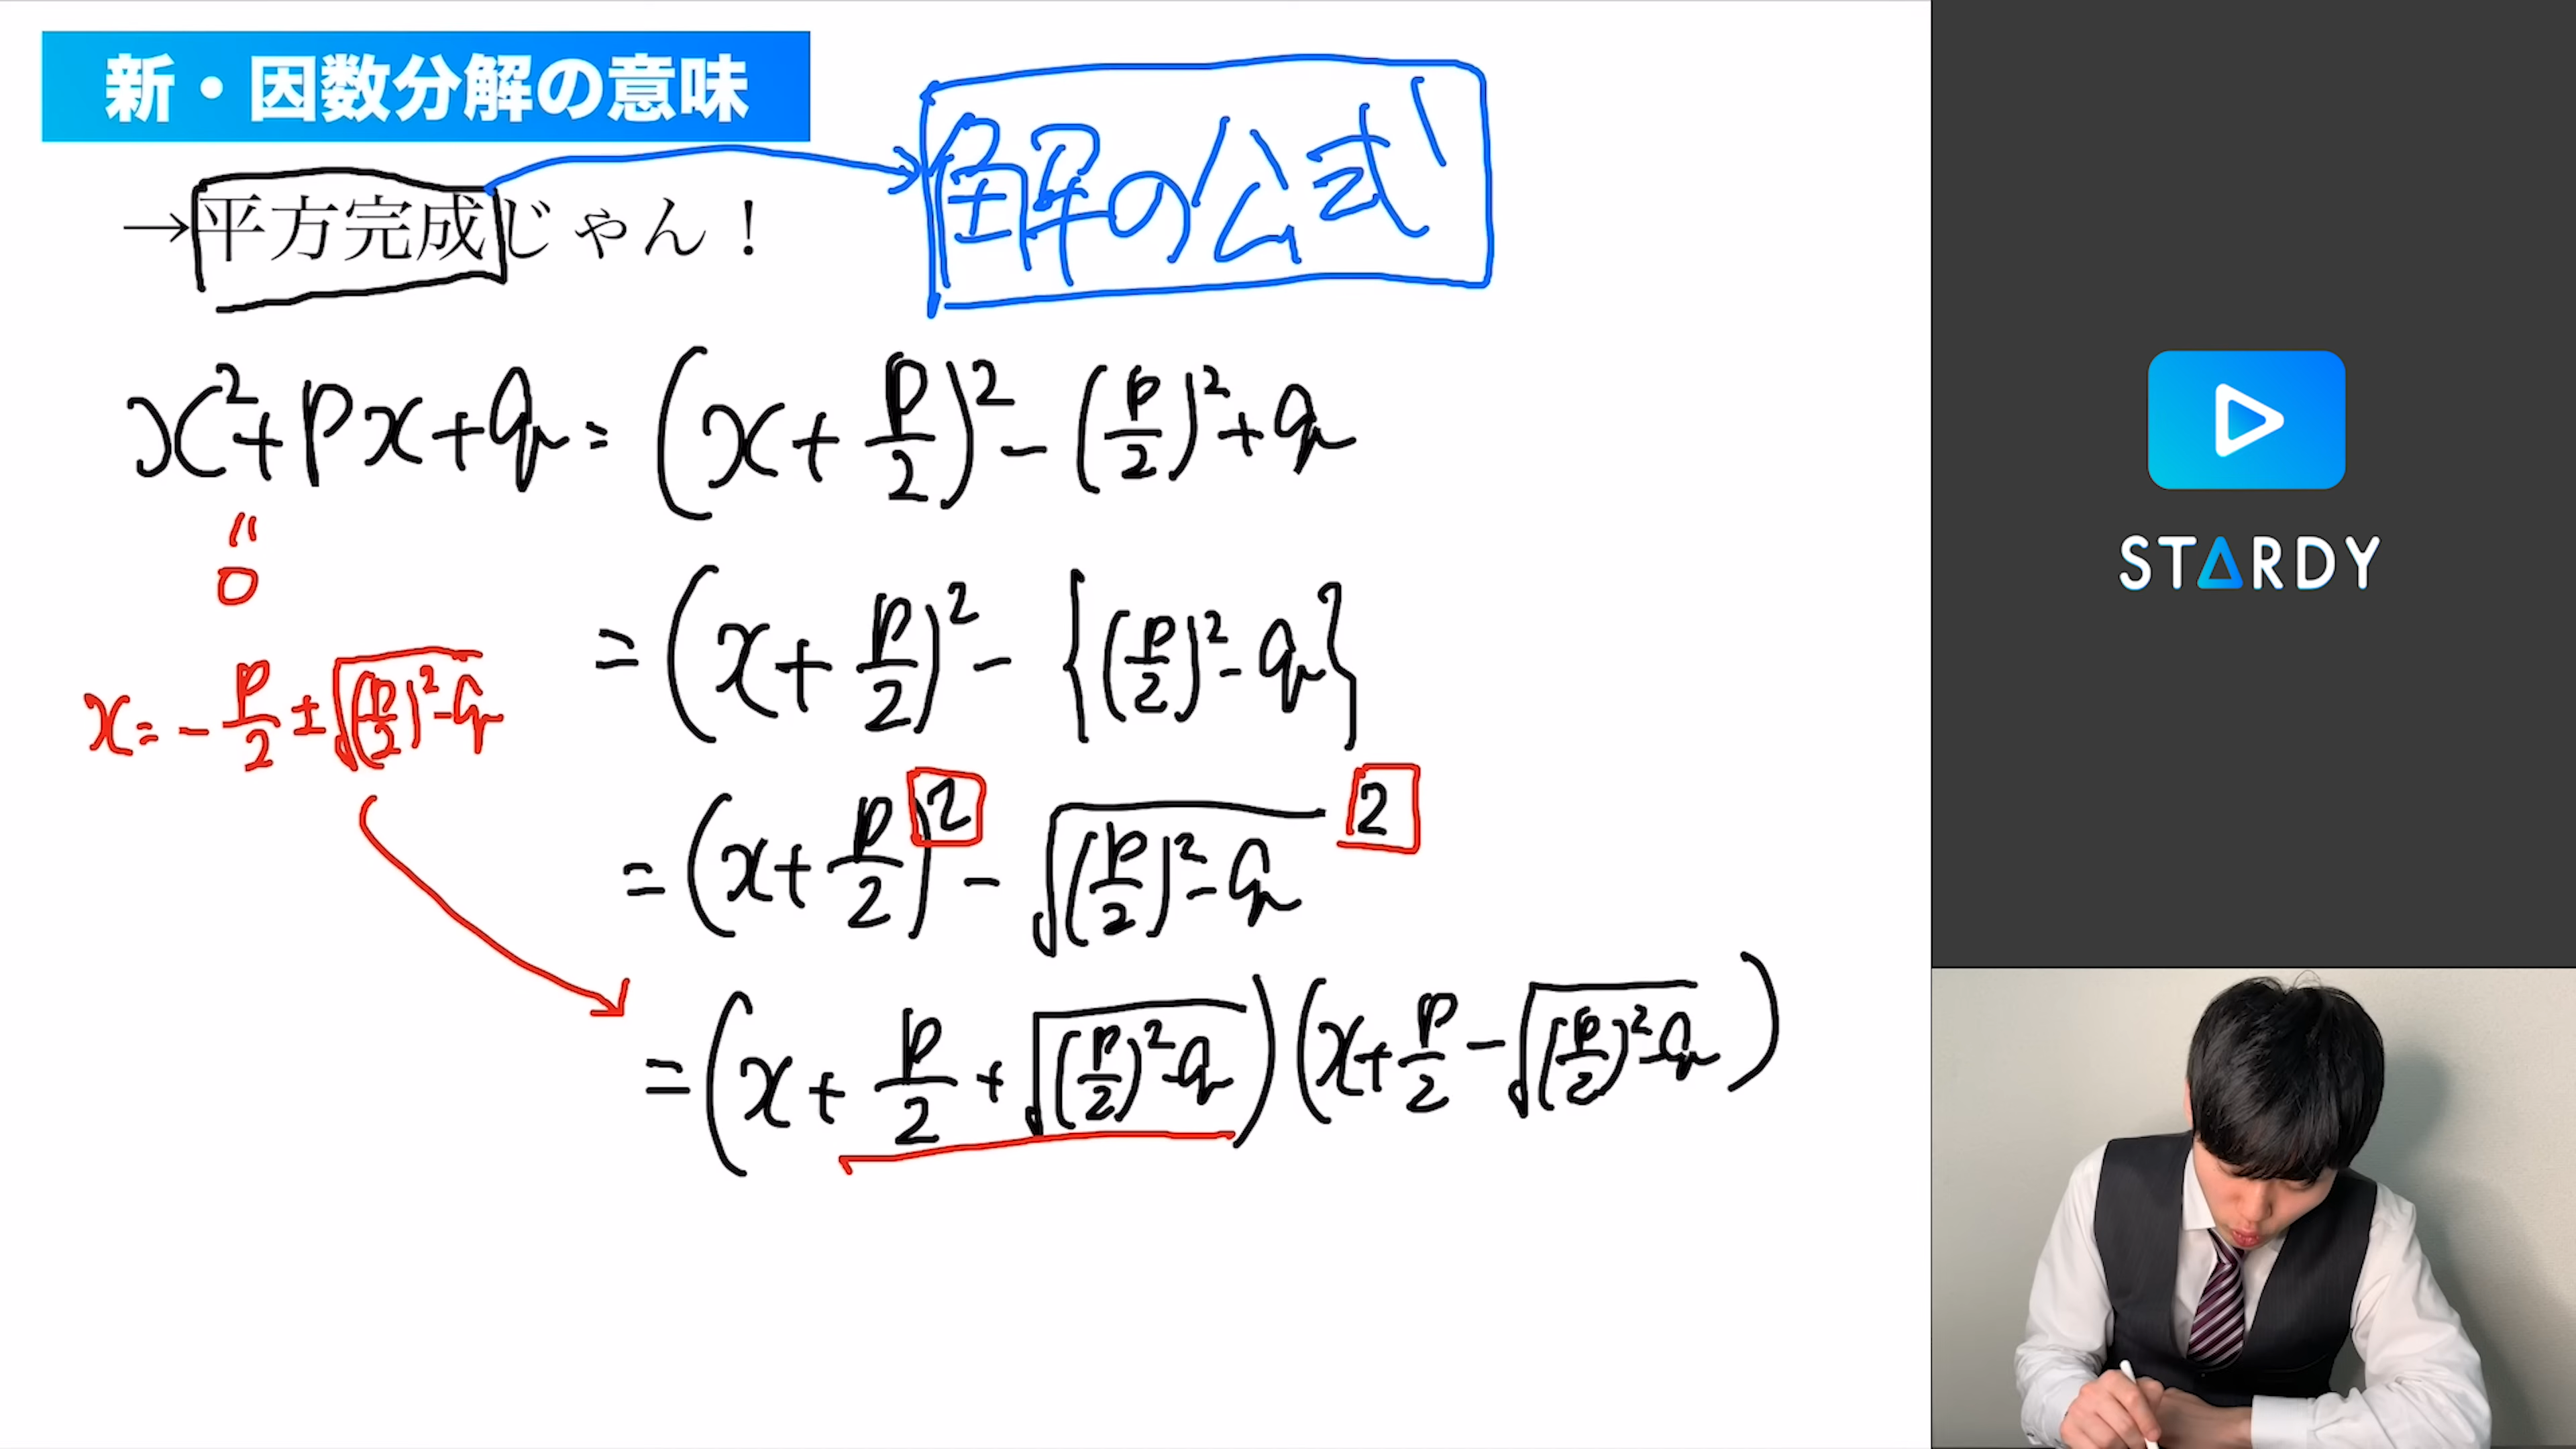 新・因数分解の意味
→平方完成じゃん！
解の公式
x²+px+q=(x+p/2)²-(p/2)²+q
"
0
=(x+p/2)²-{(p/2)²-q}
x=-p/2±√(p/2)²-q
=(x+p/2)²-√(p/2)²-q ²
=(x+p/2+√(p/2)²-q)(x+p/2-√(p/2)²-q)
STARDY